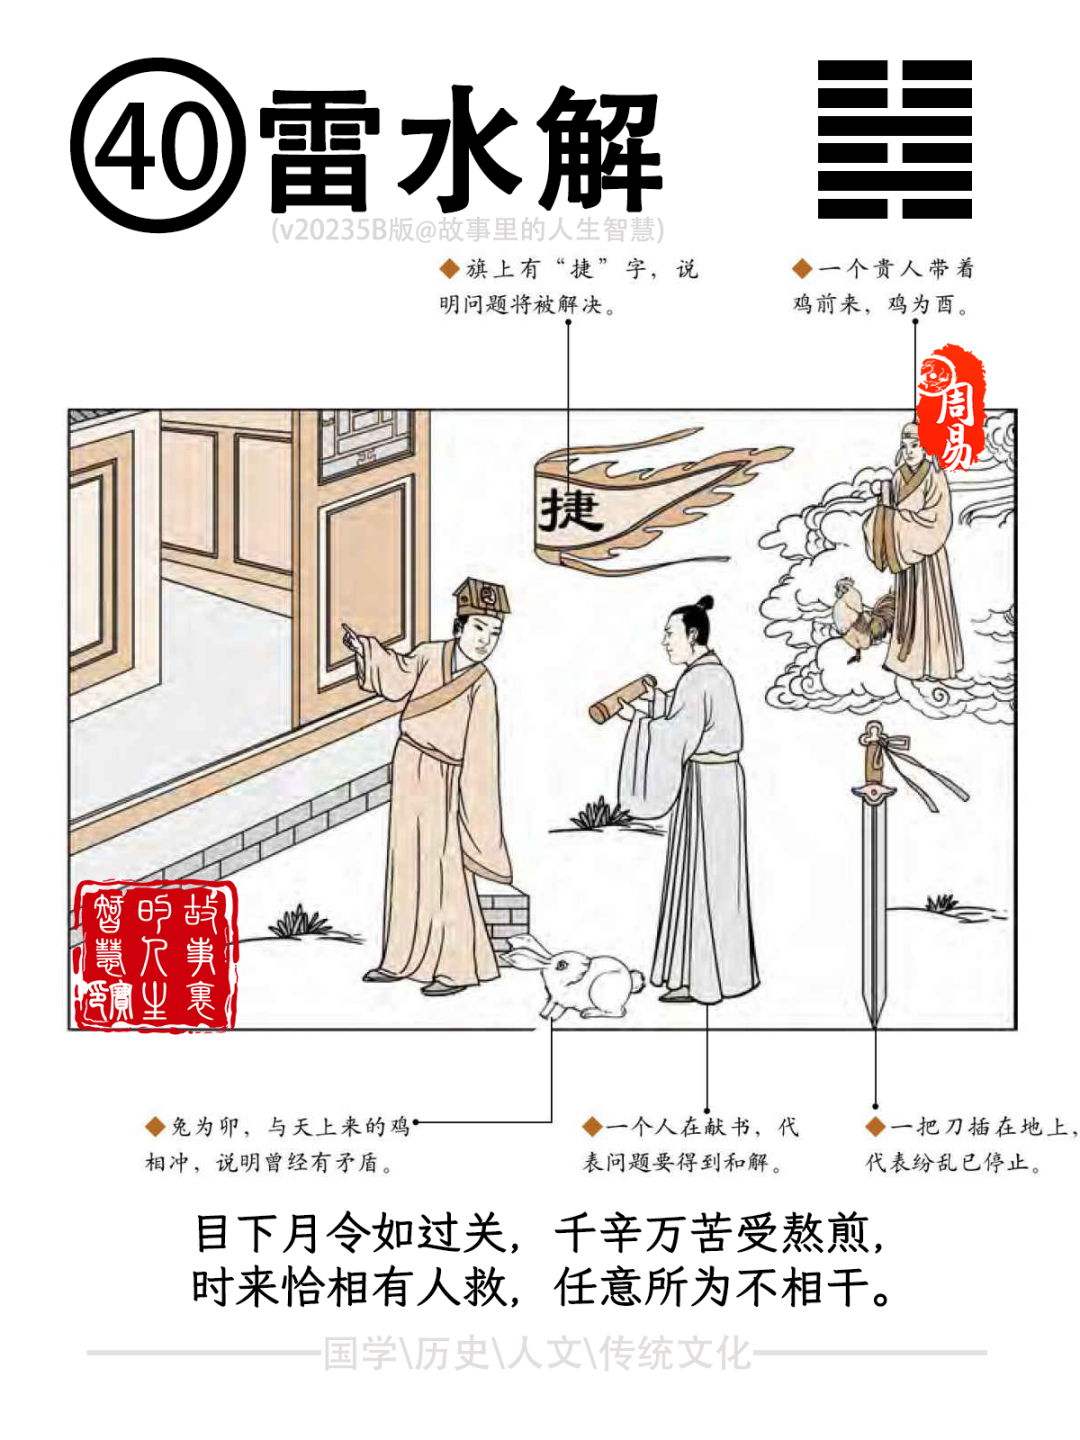 40 雷水解
(v20235B版@故事里的人生智慧)
◆旗上有“捷”字，说
明问题将被解决。
◆一个贵人带着
鸡前来，鸡为酉。
周易
捷
故事裏
的人生
智慧
◆兔为卯，与天上来的鸡
相冲，说明曾经有矛盾。
◆一个人在献书，代
表问题要得到和解。
◆一把刀插在地上，
代表纷乱已停止。
目下月令如过关，千辛万苦受熬煎，
时来恰相有人救，任意所为不相干。
国学\历史\人文\传统文化